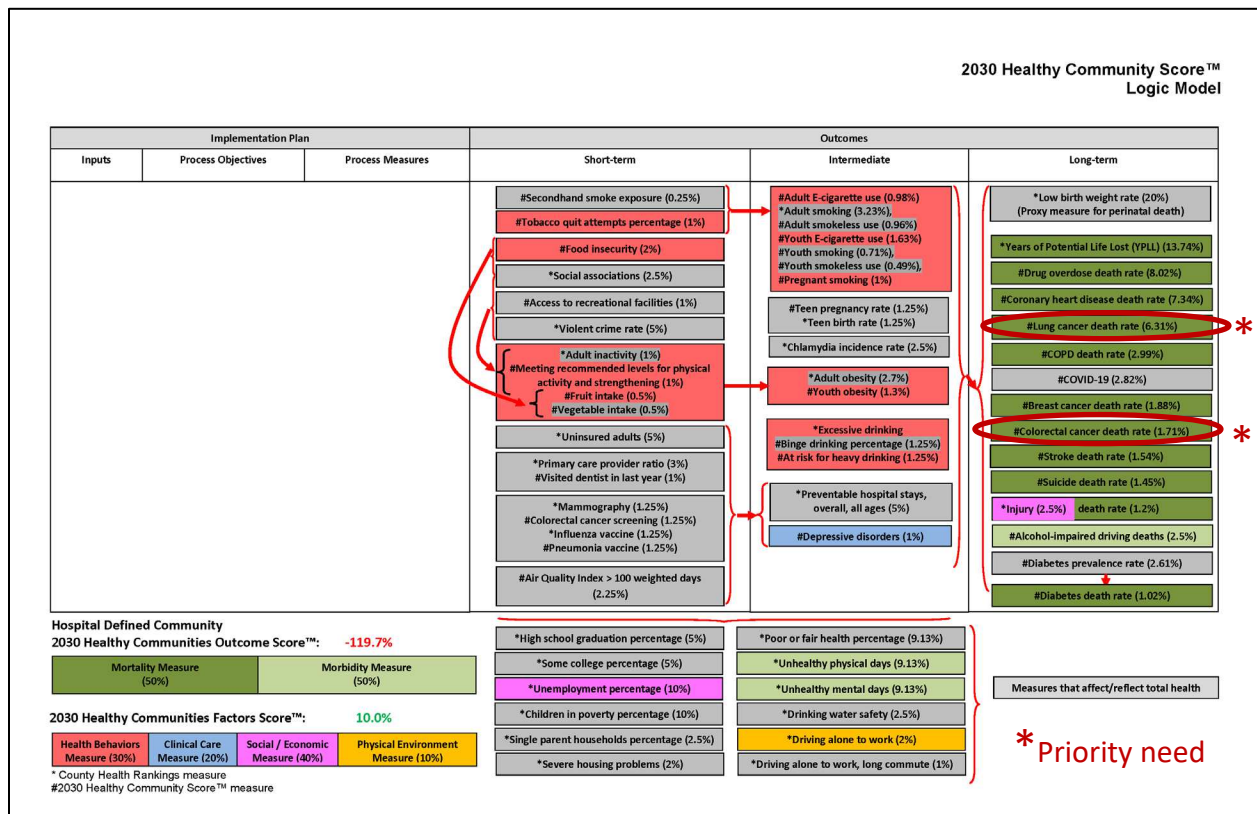 2030 Healthy Community Score™
Logic Model
Implementation Plan
Outcomes
Inputs
Process Objectives
Process Measures
Short-term
Intermediate
Long-term
#Secondhand smoke exposure (0.25%)
#Tobacco quit attempts percentage (1%)
#Food insecurity (2%)
*Social associations (2.5%)
#Access to recreational facilities (1%)
*Violent crime rate (5%)
*Adult inactivity (1%)
#Meeting recommended levels for physical
activity and strengthening (1%)
#Fruit intake (0.5%)
#Vegetable intake (0.5%)
*Uninsured adults (5%)
*Primary care provider ratio (3%)
#Visited dentist in last year (1%)
*Mammography (1.25%)
#Colorectal cancer screening (1.25%)
*Influenza vaccine (1.25%)
#Pneumonia vaccine (1.25%)
#Air Quality Index > 100 weighted days
(2.25%)
#Adult E-cigarette use (0.98%)
*Adult smoking (3.23%),
#Adult smokeless use (0.96%)
#Youth E-cigarette use (1.63%)
#Youth smoking (0.71%),
#Youth smokeless use (0.49%),
#Pregnant smoking (1%)
#Teen pregnancy rate (1.25%)
*Teen birth rate (1.25%)
*Chlamydia incidence rate (2.5%)
*Adult obesity (2.7%)
#Youth obesity (1.3%)
*Excessive drinking
#Binge drinking percentage (1.25%)
#At risk for heavy drinking (1.25%)
*Preventable hospital stays,
overall, all ages (5%)
#Depressive disorders (1%)
*Low birth weight rate (20%)
(Proxy measure for perinatal death)
*Years of Potential Life Lost (YPLL) (13.74%)
#Drug overdose death rate (8.02%)
#Coronary heart disease death rate (7.34%)
#Lung cancer death rate (6.31%)
*
#COPD death rate (2.99%)
#COVID-19 (2.82%)
#Breast cancer death rate (1.88%)
#Colorectal cancer death rate (1.71%)
*
#Stroke death rate (1.54%)
#Suicide death rate (1.45%)
*Injury (2.5%) death rate (1.2%)
#Alcohol-impaired driving deaths (2.5%)
#Diabetes prevalence rate (2.61%)
#Diabetes death rate (1.02%)
Hospital Defined Community
2030 Healthy Communities Outcome Score™: -119.7%
Mortality Measure
(50%)
Morbidity Measure
(50%)
2030 Healthy Communities Factors Score™: 10.0%
Health Behaviors
Measure (30%)
Clinical Care
Measure (20%)
Social / Economic
Measure (40%)
Physical Environment
Measure (10%)
* County Health Rankings measure
#2030 Healthy Community Score™ measure
*High school graduation percentage (5%)
*Some college percentage (5%)
*Unemployment percentage (10%)
*Children in poverty percentage (10%)
*Single parent households percentage (2.5%)
*Severe housing problems (2%)
*Poor or fair health percentage (9.13%)
*Unhealthy physical days (9.13%)
*Unhealthy mental days (9.13%)
*Drinking water safety (2.5%)
*Driving alone to work (2%)
*Driving alone to work, long commute (1%)
Measures that affect/reflect total health
*Priority need